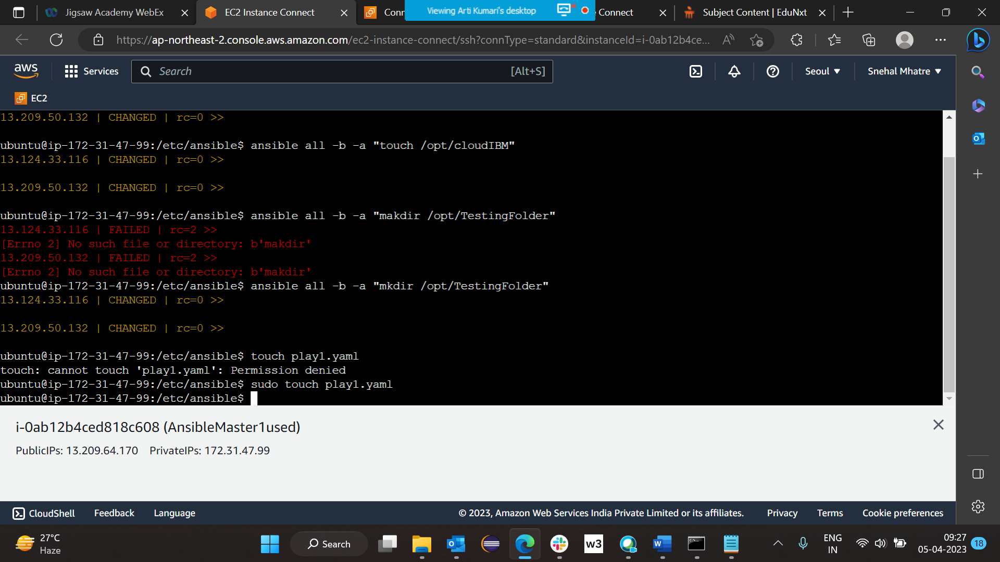 Jigsaw Academy WebEx
EC2 Instance Connect
Conn
Viewing Arti Kumari's desktop
Connect
Subject Content | EduNxt
https://ap-northeast-2.console.aws.amazon.com/ec2-instance-connect/ssh?connType=standard&instanceId=i-0ab12b4ce...
aws
Services
Search
[Alt+S]
Seoul
Snehal Mhatre
EC2
13.209.50.132 | CHANGED | rc=0 >>
ubuntu@ip-172-31-47-99:/etc/ansible$ ansible all -b -a "touch /opt/cloudIBM"
13.124.33.116 | CHANGED | rc=0 >>
13.209.50.132 | CHANGED | rc=0 >>
ubuntu@ip-172-31-47-99:/etc/ansible$ ansible all -b -a "makdir /opt/TestingFolder"
13.124.33.116 | FAILED | rc=2 >>
[Errno 2] No such file or directory: b'makdir'
13.209.50.132 | FAILED | rc=2 >>
[Errno 2] No such file or directory: b'makdir'
ubuntu@ip-172-31-47-99:/etc/ansible$ ansible all -b -a "mkdir /opt/TestingFolder"
13.124.33.116 | CHANGED | rc=0 >>
13.209.50.132 | CHANGED | rc=0 >>
ubuntu@ip-172-31-47-99:/etc/ansible$ touch play1.yaml
touch: cannot touch 'play1.yaml': Permission denied
ubuntu@ip-172-31-47-99:/etc/ansible$ sudo touch play1.yaml
ubuntu@ip-172-31-47-99:/etc/ansible$
i-0ab12b4ced818c608 (AnsibleMaster1used)
PublicIPs: 13.209.64.170 PrivateIPs: 172.31.47.99
CloudShell
Feedback
Language
© 2023, Amazon Web Services India Private Limited or its affiliates.
Privacy
Terms
Cookie preferences
27°C
Haze
Search
w3
ENG
IN
09:27
05-04-2023
18